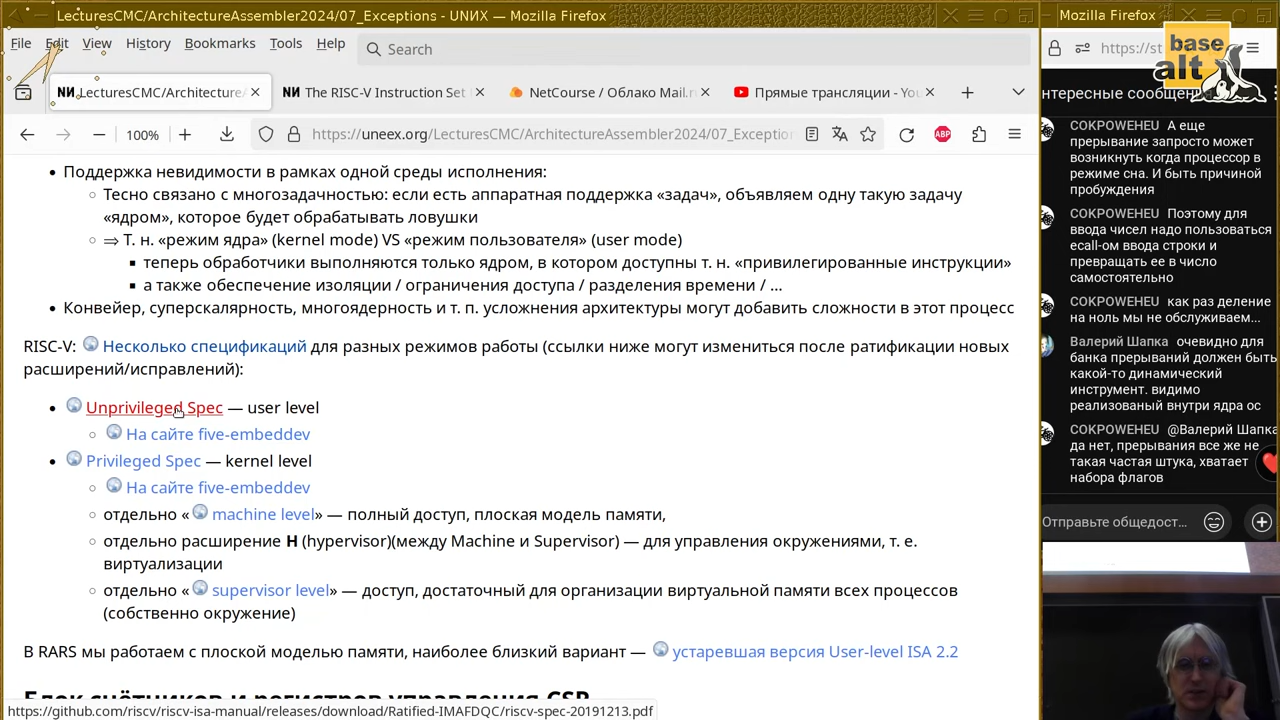 LecturesCMC/ArchitectureAssembler2024/07_Exceptions - UNИX — Mozilla Firefox
File Edit View History Bookmarks Tools Help
Search
LecturesCMC/Architecture
The RISC-V Instruction Set
NetCourse / Облако Mail.r
Прямые трансляции - You
100%
https://uneex.org/LecturesCMC/ArchitectureAssembler2024/07_Exception
ABP
• Поддержка невидимости в рамках одной среды исполнения:
◦ Тесно связано с многозадачностью: если есть аппаратная поддержка «задач», объявляем одну такую задачу
«ядром», которое будет обрабатывать ловушки
◦ ⇒ Т. н. «режим ядра» (kernel mode) VS «режим пользователя» (user mode)
▪ теперь обработчики выполняются только ядром, в котором доступны т. н. «привилегированные инструкции»
▪ а также обеспечение изоляции / ограничения доступа / разделения времени / …
• Конвейер, суперскалярность, многоядерность и т. п. усложнения архитектуры могут добавить сложности в этот процесс
RISC-V: Несколько спецификаций для разных режимов работы (ссылки ниже могут измениться после ратификации новых
расширений/исправлений):
• Unprivileged Spec — user level
◦ На сайте five-embeddev
• Privileged Spec — kernel level
◦ На сайте five-embeddev
◦ отдельно « machine level» — полный доступ, плоская модель памяти,
◦ отдельно расширение H (hypervisor)(между Machine и Supervisor) — для управления окружениями, т. е.
виртуализации
◦ отдельно « supervisor level» — доступ, достаточный для организации виртуальной памяти всех процессов
(собственно окружение)
В RARS мы работаем с плоской моделью памяти, наиболее близкий вариант — устаревшая версия User-level ISA 2.2
Блок счётчиков и регистров управления CSR
https://github.com/riscv/riscv-isa-manual/releases/download/Ratified-IMAFDQC/riscv-spec-20191213.pdf
Mozilla Firefox
https://st
base
alt
нтересные сообщени
COKPOWEHEU А еще
прерывание запросто может
возникнуть когда процессор в
режиме сна. И быть причиной
пробуждения
COKPOWEHEU Поэтому для
ввода чисел надо пользоваться
ecall-ом ввода строки и
превращать ее в число
самостоятельно
COKPOWEHEU как раз деление
на ноль мы не обслуживаем...
Валерий Шапка очевидно для
банка прерываний должен быть
какой-то динамический
инструмент. видимо
реализованый внутри ядра ос
COKPOWEHEU @Валерий Шапка
да нет, прерывания все же не
такая частая штука, хватает
набора флагов
Отправьте общедост…